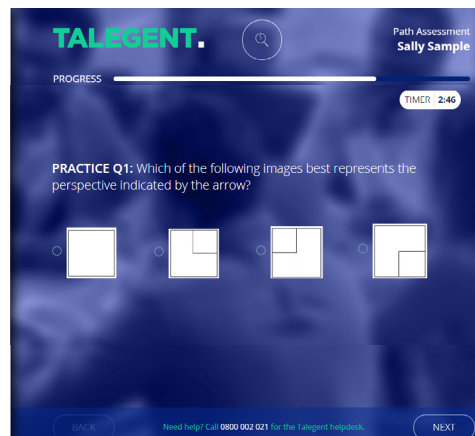 TALEGENT.
Path Assessment
Sally Sample
PROGRESS
TIMER 2:46
PRACTICE Q1: Which of the following images best represents the
perspective indicated by the arrow?
BACK
Need help? Call 0800 002 021 for the Talegent helpdesk.
NEXT